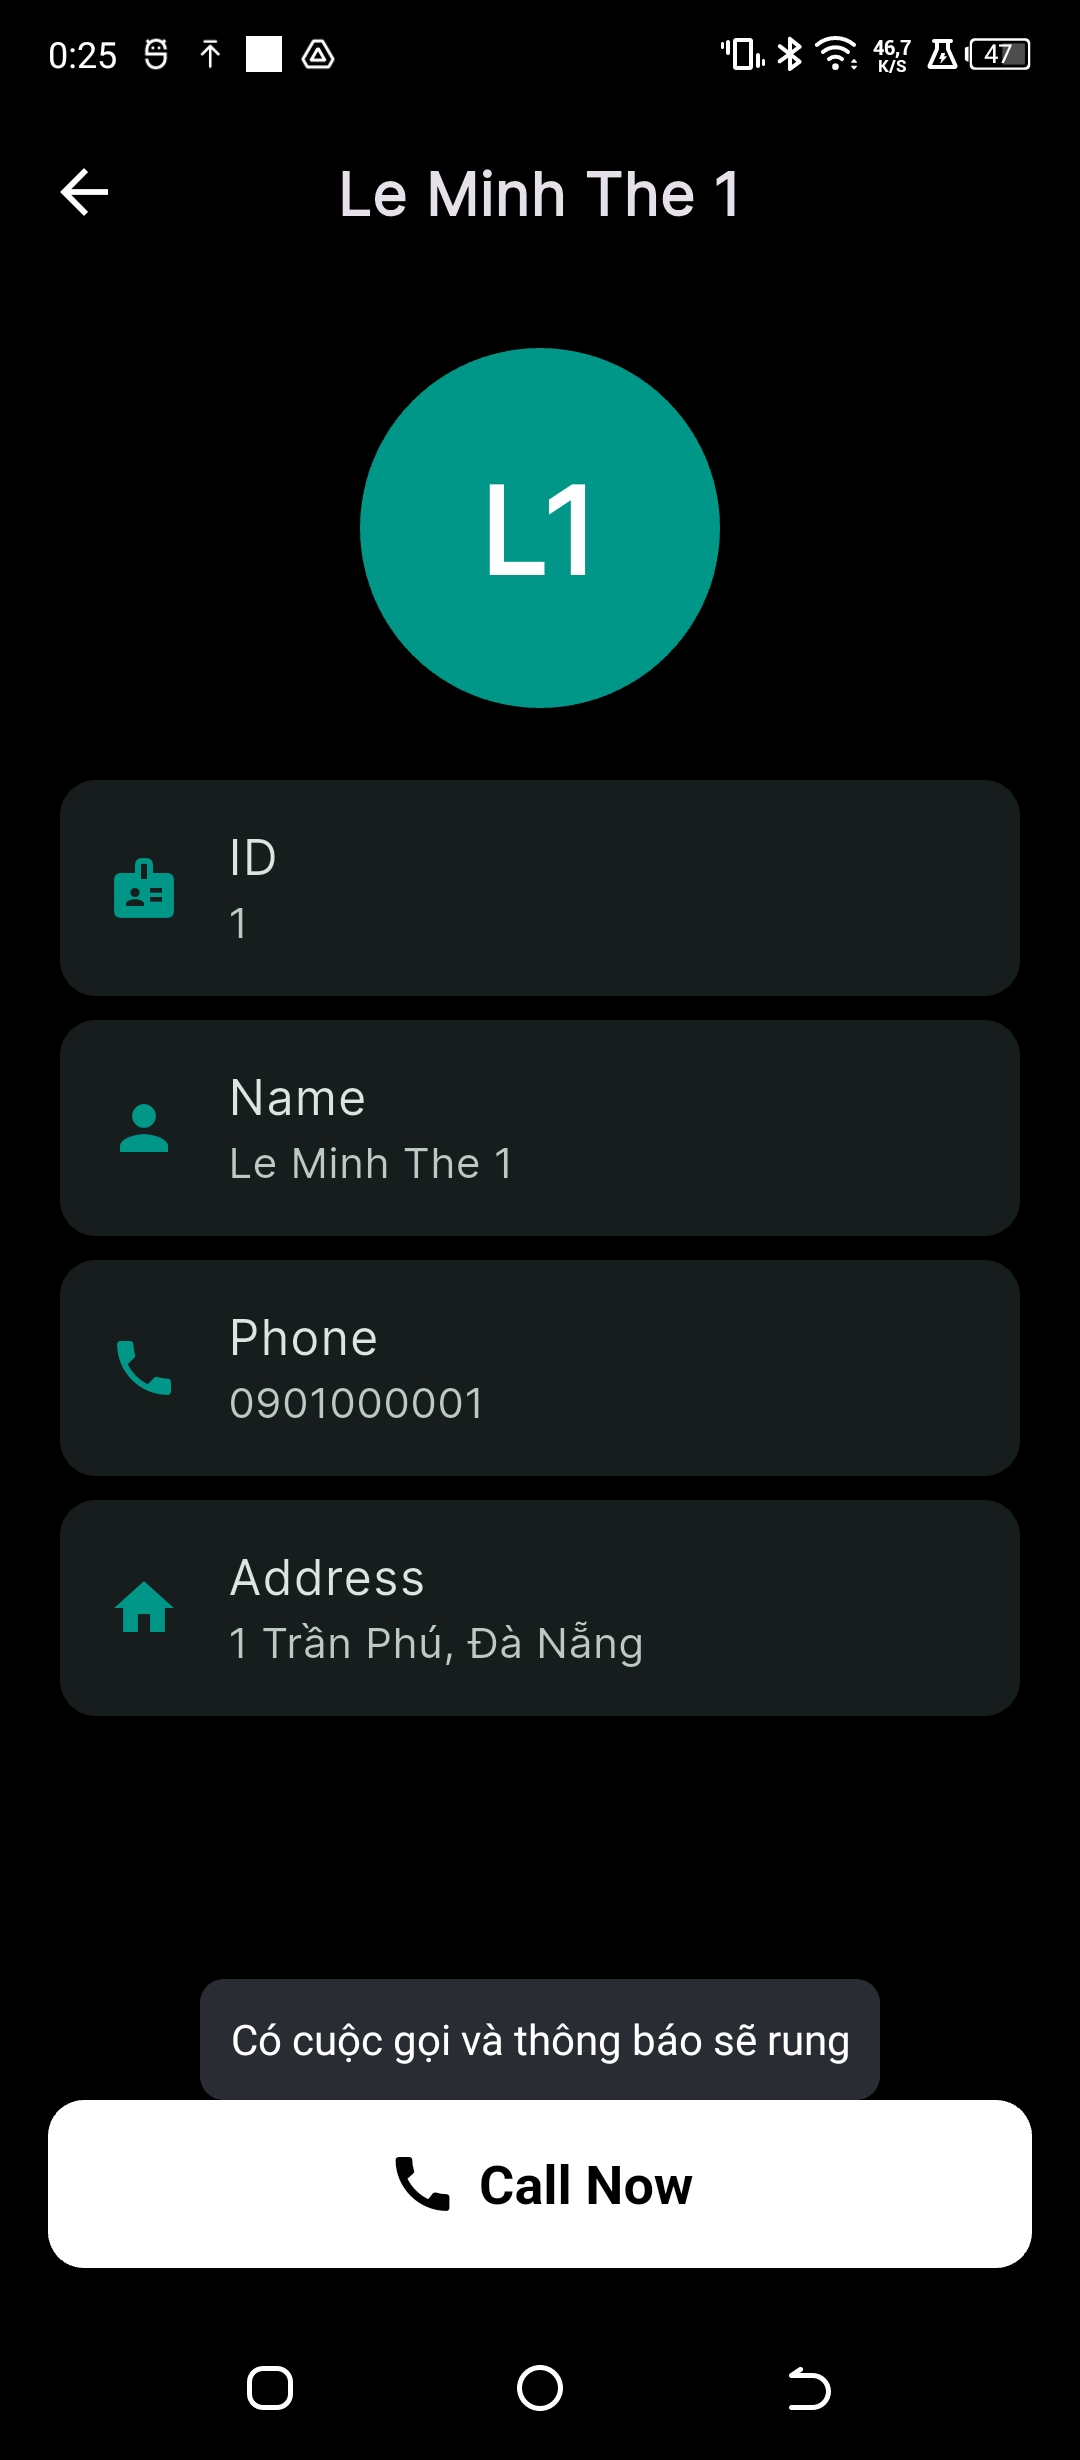 0:25
46,7
K/S
47
Le Minh The 1
L1
ID
1
Name
Le Minh The 1
Phone
0901000001
Address
1 Trần Phú, Đà Nẵng
Có cuộc gọi và thông báo sẽ rung
Call Now